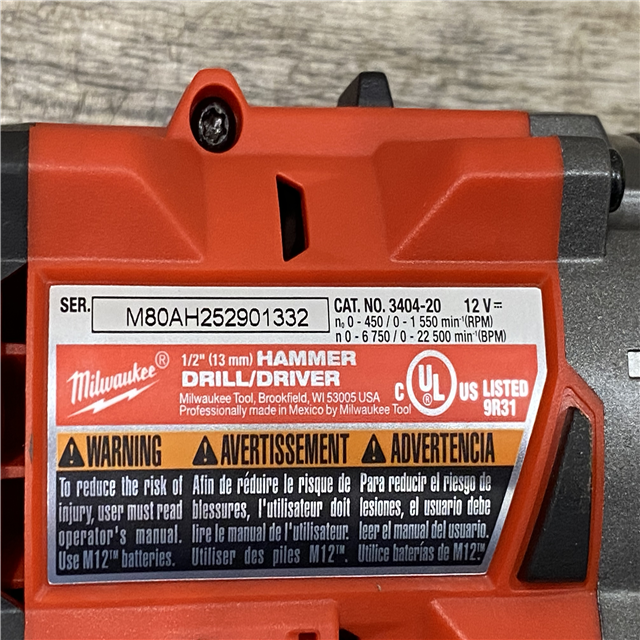 SER. M80AH252901332
CAT. NO. 3404-20 12 V⎓
n₀ 0 - 450 / 0 - 1 550 min⁻¹(RPM)
n 0 - 6 750 / 0 - 22 500 min⁻¹(BPM)
Milwaukee®
1/2" (13 mm) HAMMER
DRILL/DRIVER
Milwaukee Tool, Brookfield, WI 53005 USA
Professionally made in Mexico by Milwaukee Tool
C UL® US LISTED
9R31
WARNING
To reduce the risk of
injury, user must read
operator's manual.
Use M12™ batteries.
AVERTISSEMENT
Afin de réduire le risque de
blessures, l'utilisateur doit
lire le manuel de l'utilisateur.
Utiliser des piles M12™.
ADVERTENCIA
Para reducir el riesgo de
lesiones, el usuario debe
leer el manual del usuario.
Utilice baterías de M12™.